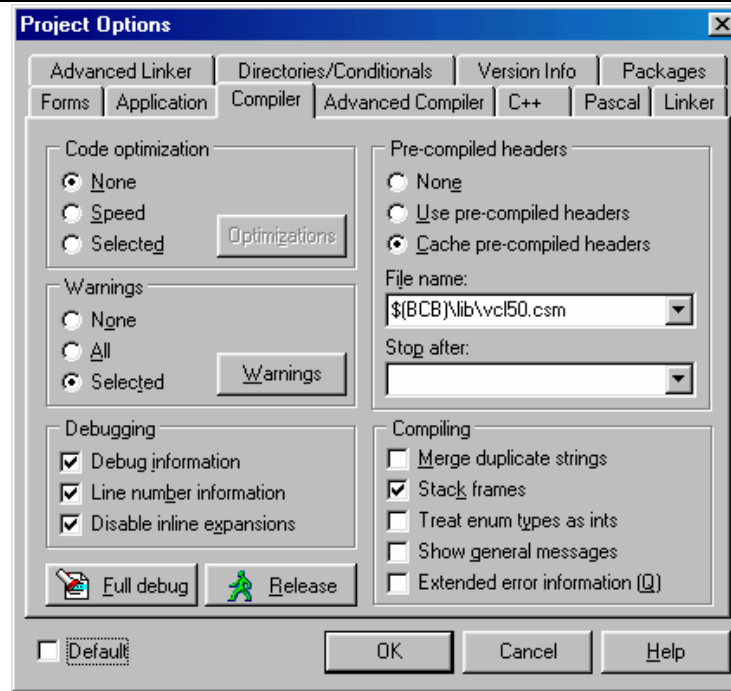 Project Options
Advanced Linker Directories/Conditionals Version Info Packages
Forms Application Compiler Advanced Compiler C++ Pascal Linker
Code optimization
None
Speed
Selected
Optimizations
Warnings
None
All
Selected
Warnings
Debugging
Debug information
Line number information
Disable inline expansions
Full debug
Release
Pre-compiled headers
None
Use pre-compiled headers
Cache pre-compiled headers
File name:
$(BCB)\lib\vcl50.csm
Stop after:
Compiling
Merge duplicate strings
Stack frames
Treat enum types as ints
Show general messages
Extended error information (Q)
Default
OK
Cancel
Help